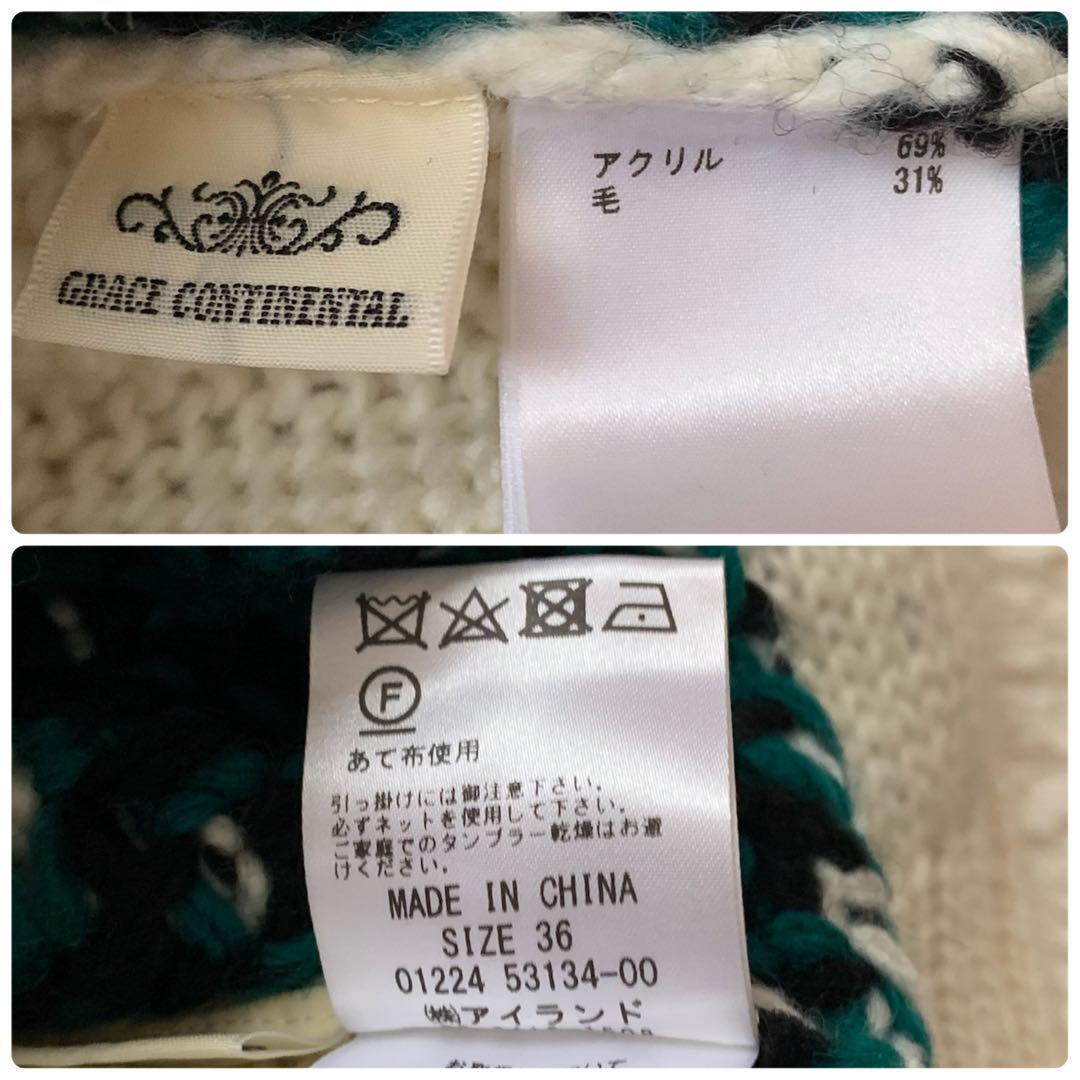 GRACE CONTINENTAL
アクリル 69%
毛 31%
F
あて布使用
引っ掛けには御注意下さい。
必ずネットを使用して下さい。
ご家庭でのタンブラー乾燥はお避
けください。
MADE IN CHINA
SIZE 36
01224 53134-00
㈱アイランド